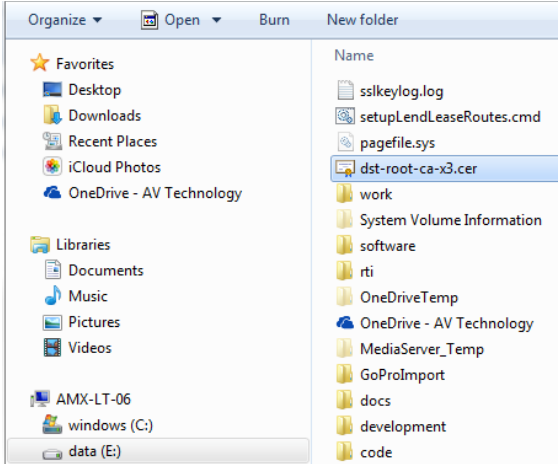 Organize Open Burn New folder
Favorites
Desktop
Downloads
Recent Places
iCloud Photos
OneDrive - AV Technology
Libraries
Documents
Music
Pictures
Videos
AMX-LT-06
windows (C:)
data (E:)
Name
sslkeylog.log
setupLendLeaseRoutes.cmd
pagefile.sys
dst-root-ca-x3.cer
work
System Volume Information
software
rti
OneDriveTemp
OneDrive - AV Technology
MediaServer_Temp
GoProImport
docs
development
code